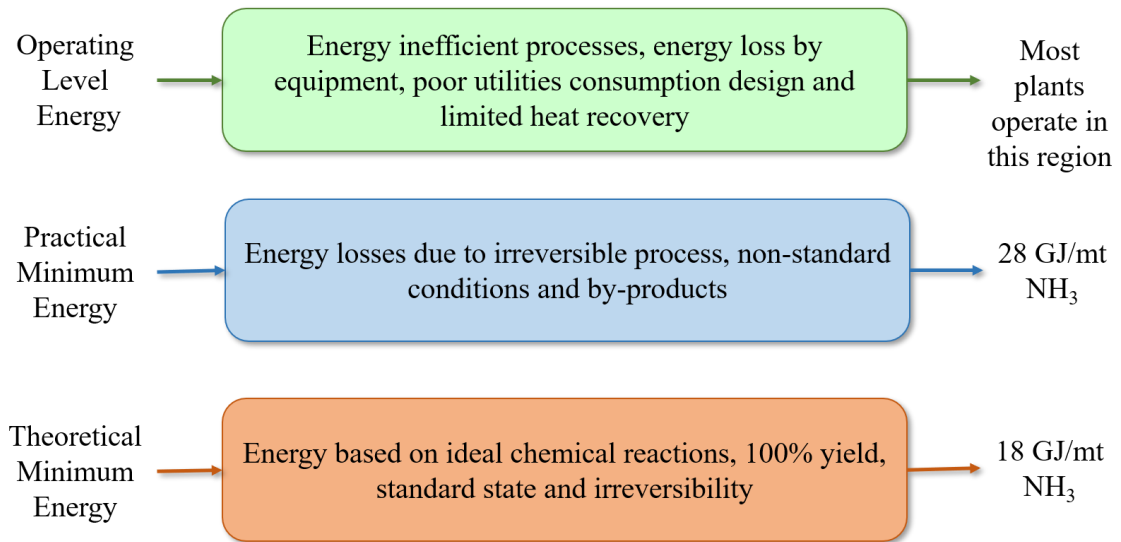 Operating
Level
Energy
Energy inefficient processes, energy loss by
equipment, poor utilities consumption design and
limited heat recovery
Most
plants
operate in
this region
Practical
Minimum
Energy
Energy losses due to irreversible process, non-standard
conditions and by-products
28 GJ/mt
NH₃
Theoretical
Minimum
Energy
Energy based on ideal chemical reactions, 100% yield,
standard state and irreversibility
18 GJ/mt
NH₃